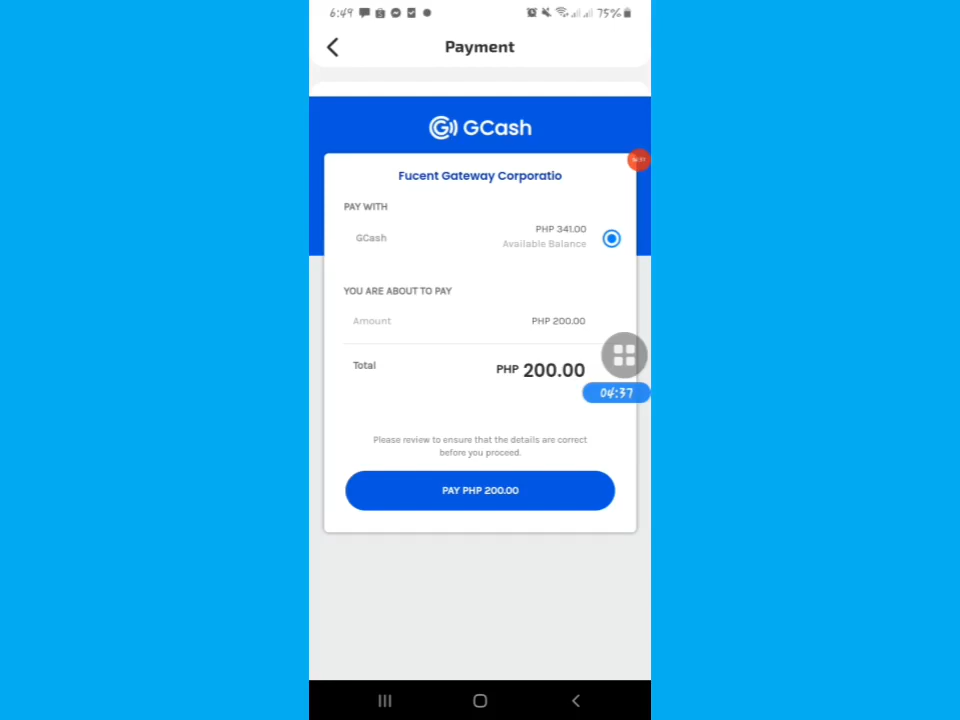 6:49
75%
Payment
GCash
Fucent Gateway Corporatio
PAY WITH
GCash
PHP 341.00
Available Balance
YOU ARE ABOUT TO PAY
Amount PHP 200.00
Total PHP 200.00
04:37
Please review to ensure that the details are correct
before you proceed.
PAY PHP 200.00